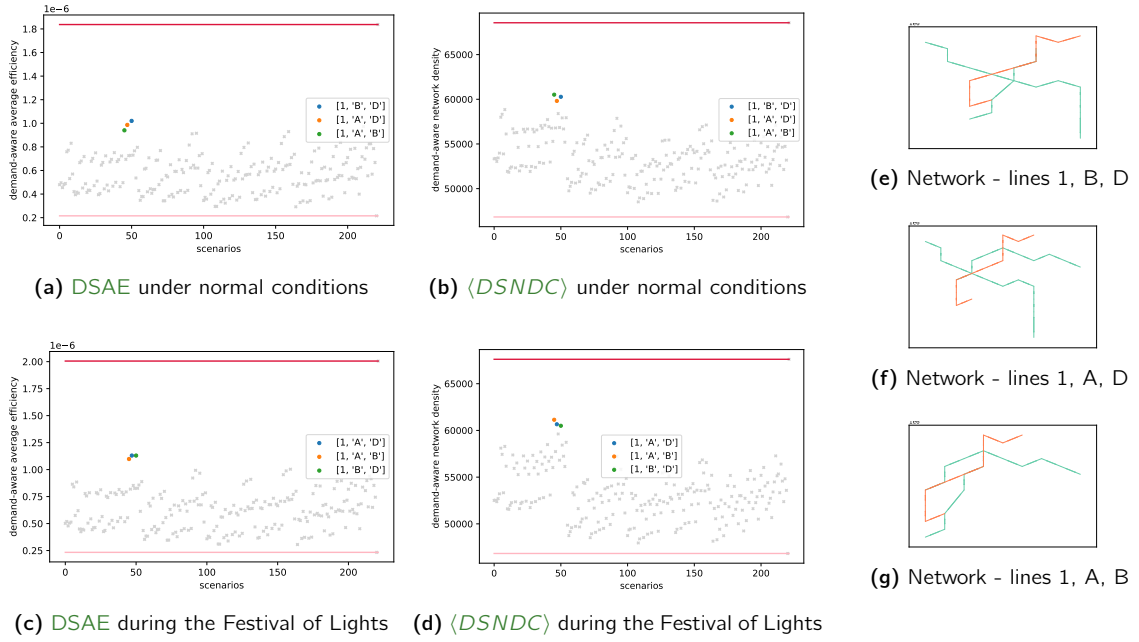 1e−6
1.8
1.6
1.4
1.2
1.0
0.8
0.6
0.4
0.2
demand-aware average efficiency
0
50
100
150
200
scenarios
[1, 'B', 'D']
[1, 'A', 'D']
[1, 'A', 'B']
(a) DSAE under normal conditions
65000
60000
55000
50000
demand-aware network density
0
50
100
150
200
scenarios
[1, 'B', 'D']
[1, 'A', 'D']
[1, 'A', 'B']
(b) ⟨DSNDC⟩ under normal conditions
(e) Network - lines 1, B, D
(f) Network - lines 1, A, D
1e−6
2.00
1.75
1.50
1.25
1.00
0.75
0.50
0.25
demand-aware average efficiency
0
50
100
150
200
scenarios
[1, 'A', 'D']
[1, 'A', 'B']
[1, 'B', 'D']
(c) DSAE during the Festival of Lights
65000
60000
55000
50000
demand-aware network density
0
50
100
150
200
scenarios
[1, 'A', 'D']
[1, 'A', 'B']
[1, 'B', 'D']
(d) ⟨DSNDC⟩ during the Festival of Lights
(g) Network - lines 1, A, B